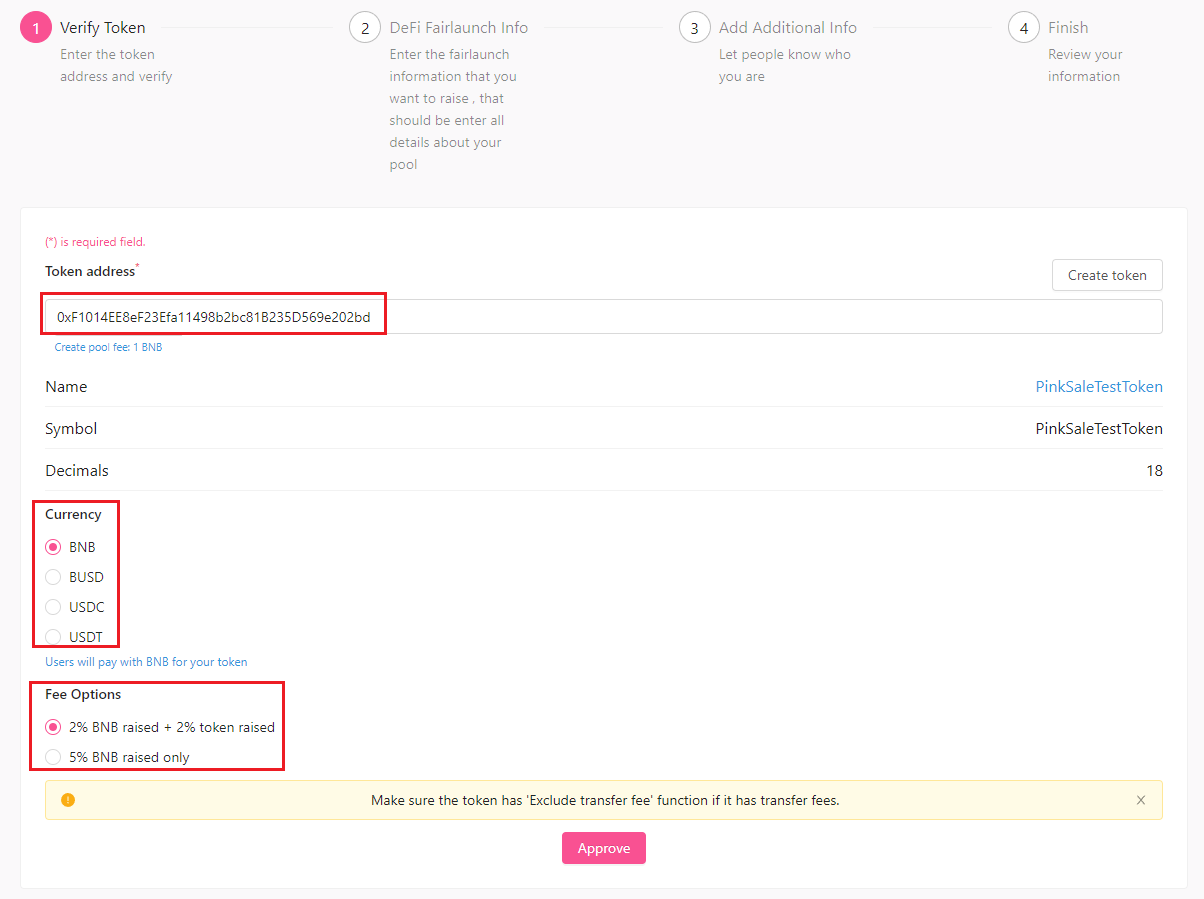 1 Verify Token
Enter the token
address and verify
2 DeFi Fairlaunch Info
Enter the fairlaunch
information that you
want to raise , that
should be enter all
details about your
pool
3 Add Additional Info
Let people know who
you are
4 Finish
Review your
information
(*) is required field.
Token address*
Create token
0xF1014EE8eF23Efa11498b2bc81B235D569e202bd
Create pool fee: 1 BNB
Name PinkSaleTestToken
Symbol PinkSaleTestToken
Decimals 18
Currency
BNB
BUSD
USDC
USDT
Users will pay with BNB for your token
Fee Options
2% BNB raised + 2% token raised
5% BNB raised only
Make sure the token has 'Exclude transfer fee' function if it has transfer fees.
Approve